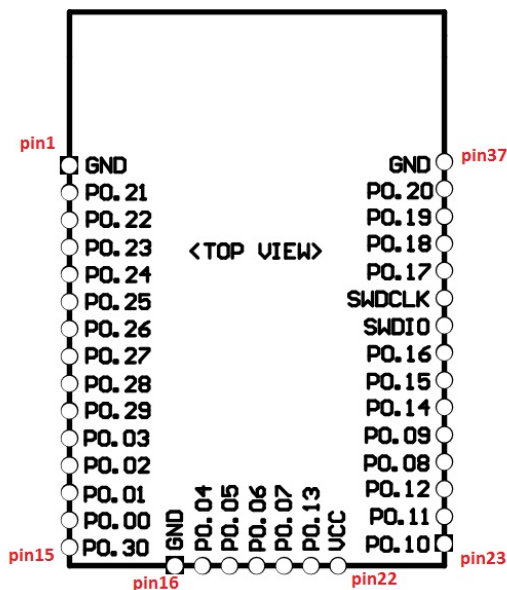 pin1
GND
P0.21
P0.22
P0.23
P0.24
P0.25
P0.26
P0.27
P0.28
P0.29
P0.03
P0.02
P0.01
P0.00
P0.30
pin15
<TOP VIEW>
pin16
GND
P0.04
P0.05
P0.06
P0.07
P0.13
VCC
pin22
pin37
GND
P0.20
P0.19
P0.18
P0.17
SWDCLK
SWDIO
P0.16
P0.15
P0.14
P0.09
P0.08
P0.12
P0.11
P0.10
pin23